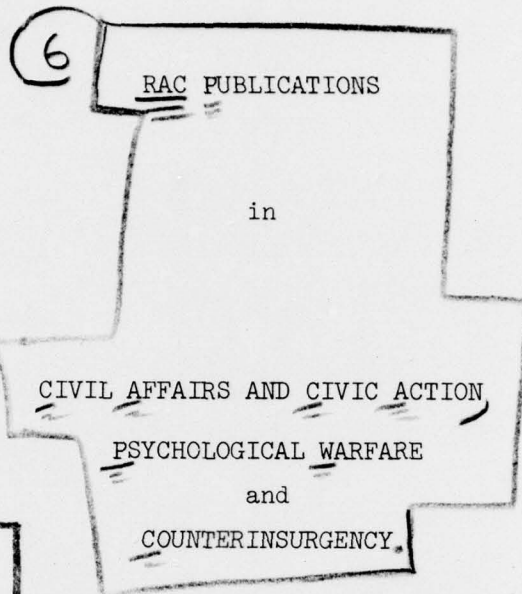 6
RAC PUBLICATIONS
in
CIVIL AFFAIRS AND CIVIC ACTION,
PSYCHOLOGICAL WARFARE
and
COUNTERINSURGENCY.